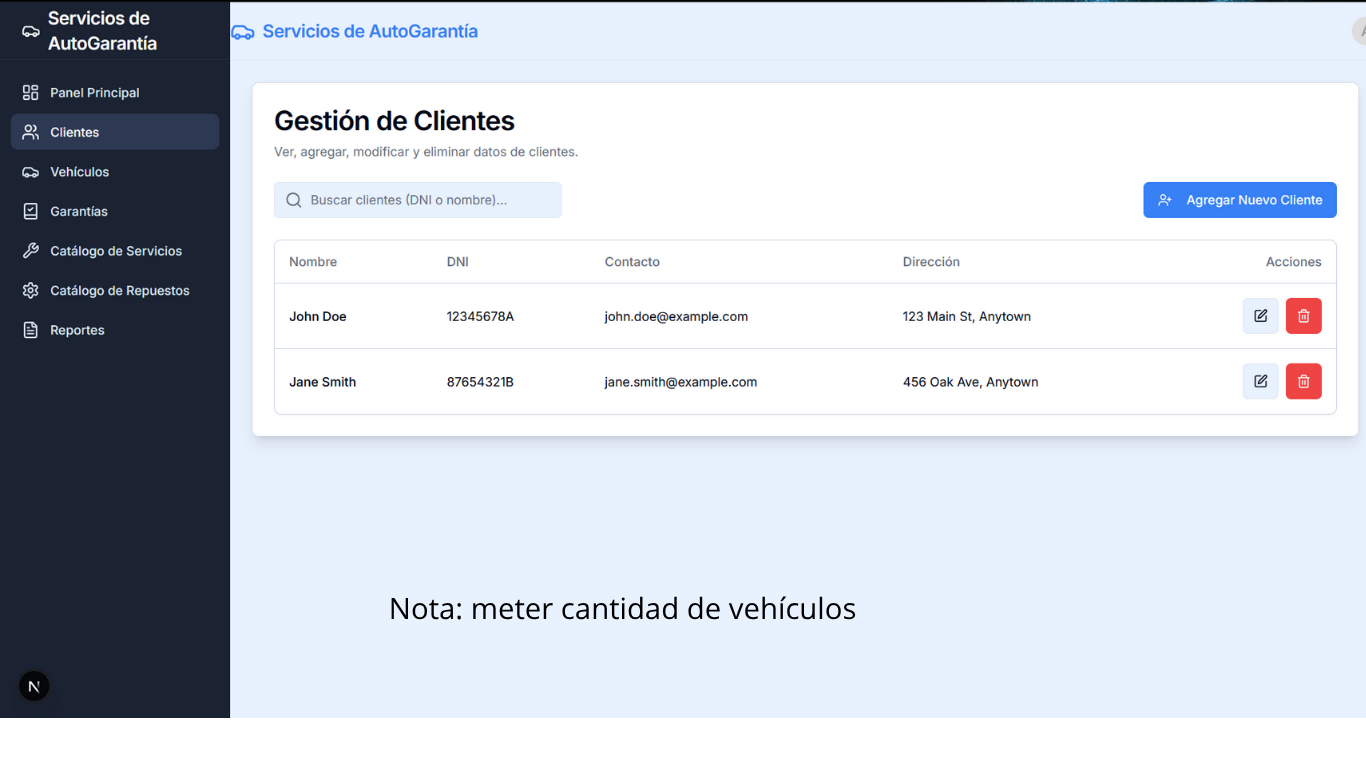 Servicios de
AutoGarantía
Servicios de AutoGarantía
A
Panel Principal
Clientes
Vehículos
Garantías
Catálogo de Servicios
Catálogo de Repuestos
Reportes
N
Gestión de Clientes
Ver, agregar, modificar y eliminar datos de clientes.
Buscar clientes (DNI o nombre)...
Agregar Nuevo Cliente
Nombre DNI Contacto Dirección Acciones
John Doe 12345678A john.doe@example.com 123 Main St, Anytown
Jane Smith 87654321B jane.smith@example.com 456 Oak Ave, Anytown
Nota: meter cantidad de vehículos